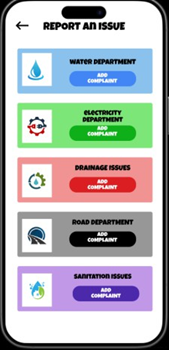 REPORT AN ISSUE
WATER DEPARTMENT
ADD
COMPLAINT
ELECTRICITY
DEPARTMENT
ADD
COMPLAINT
DRAINAGE ISSUES
ADD
COMPLAINT
ROAD DEPARTMENT
ADD
COMPLAINT
SANITATION ISSUES
ADD
COMPLAINT